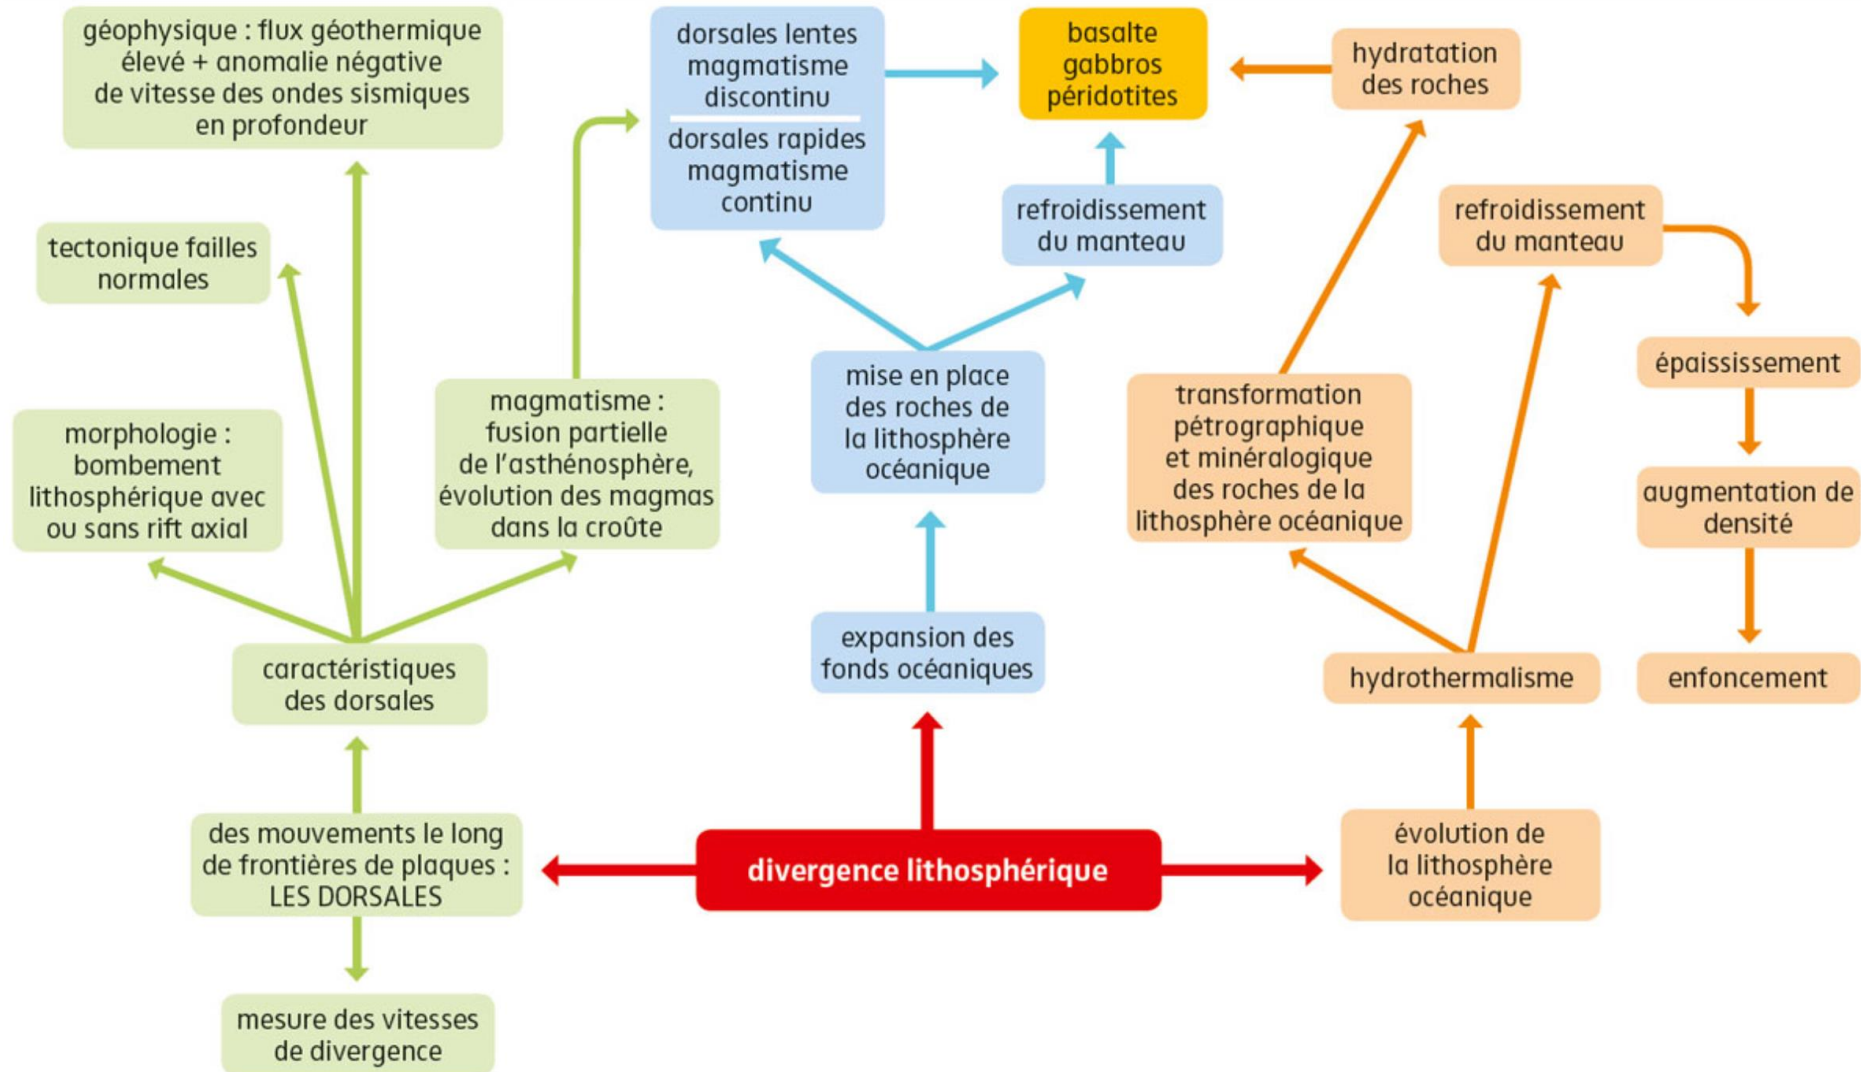 géophysique : flux géothermique
élevé + anomalie négative
de vitesse des ondes sismiques
en profondeur
dorsales lentes
magmatisme
discontinu
dorsales rapides
magmatisme
continu
basalte
gabbros
péridotites
hydratation
des roches
tectonique failles
normales
refroidissement
du manteau
refroidissement
du manteau
morphologie :
bombement
lithosphérique avec
ou sans rift axial
magmatisme :
fusion partielle
de l'asthénosphère,
évolution des magmas
dans la croûte
mise en place
des roches de
la lithosphère
océanique
transformation
pétrographique
et minéralogique
des roches de la
lithosphère océanique
épaississement
augmentation de
densité
enfoncement
caractéristiques
des dorsales
expansion des
fonds océaniques
hydrothermalisme
des mouvements le long
de frontières de plaques :
LES DORSALES
divergence lithosphérique
évolution de
la lithosphère
océanique
mesure des vitesses
de divergence